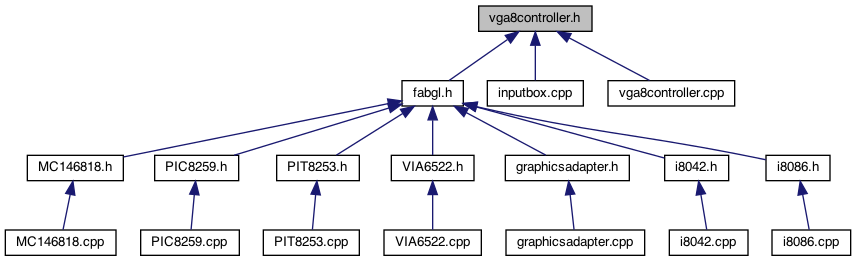 vga8controller.h
fabgl.h
inputbox.cpp
vga8controller.cpp
MC146818.h
PIC8259.h
PIT8253.h
VIA6522.h
graphicsadapter.h
i8042.h
i8086.h
MC146818.cpp
PIC8259.cpp
PIT8253.cpp
VIA6522.cpp
graphicsadapter.cpp
i8042.cpp
i8086.cpp